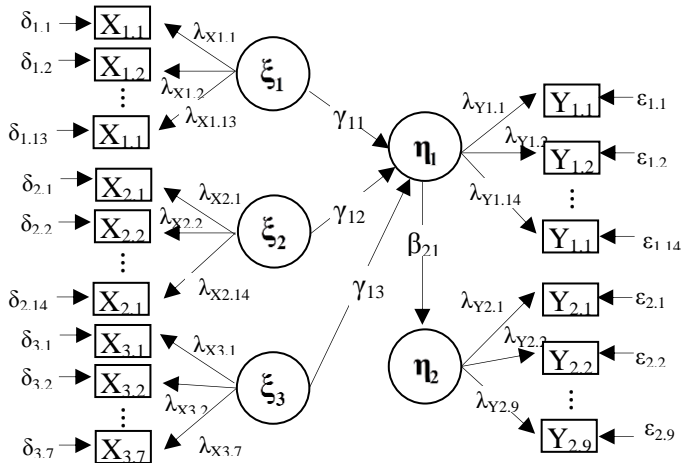 δ₁.₁ X₁.₁ λX1.1
δ₁.₂ X₁.₂ λX1.2 ξ₁
⋮
δ₁.₁₃ X₁.₁ λX1.13
γ₁₁
λY1.1 Y₁.₁ ε₁.₁
η₁ λY1.2 Y₁.₂ ε₁.₂
⋮
λY1.14 Y₁.₁ ε₁.₁₄
δ₂.₁ X₂.₁ λX2.1
δ₂.₂ X₂.₂ λX2.2 ξ₂ γ₁₂
⋮
δ₂.₁₄ X₂.₁ λX2.14
γ₁₃ β₂₁
δ₃.₁ X₃.₁ λX3.1
δ₃.₂ X₃.₂ λX3.2 ξ₃
⋮
δ₃.₇ X₃.₇ λX3.7
λY2.1 Y₂.₁ ε₂.₁
η₂ λY2.2 Y₂.₂ ε₂.₂
⋮
λY2.9 Y₂.₉ ε₂.₉